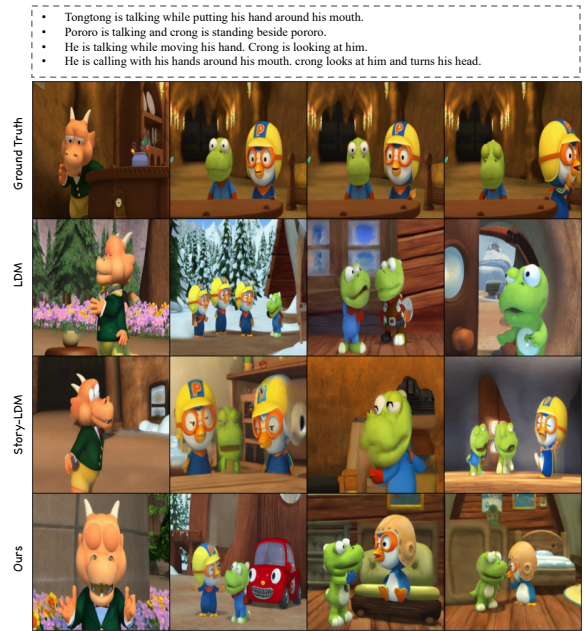 • Tongtong is talking while putting his hand around his mouth.
• Pororo is talking and crong is standing beside pororo.
• He is talking while moving his hand. Crong is looking at him.
• He is calling with his hands around his mouth. crong looks at him and turns his head.
Ground Truth
LDM
Story-LDM
Ours